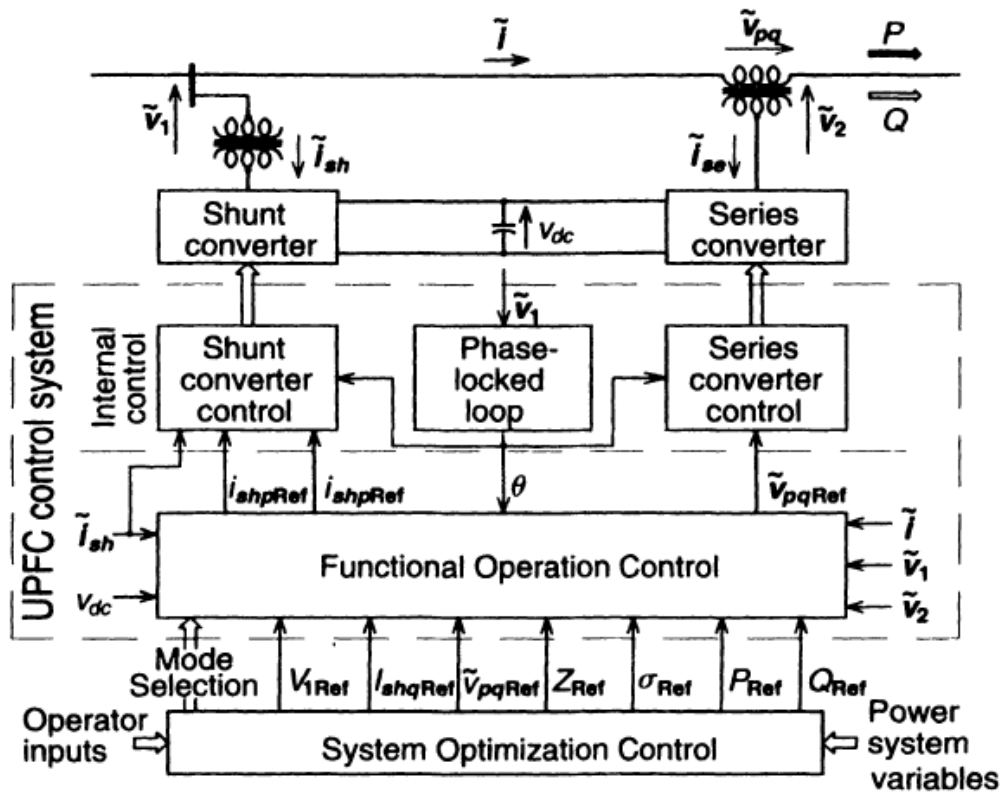 ĩ
ṽpq
P
ṽ1
ĩsh
ĩse
ṽ2
Q
Shunt
converter
vdc
Series
converter
ṽ1
UPFC control system
Internal
control
Shunt
converter
control
Phase-
locked
loop
Series
converter
control
ishpRef
ishpRef
θ
ṽpqRef
ĩsh
vdc
Functional Operation Control
ĩ
ṽ1
ṽ2
Mode
Selection
V1Ref
IshqRef
ṽpqRef
ZRef
σRef
PRef
QRef
Operator
inputs
System Optimization Control
Power
system
variables